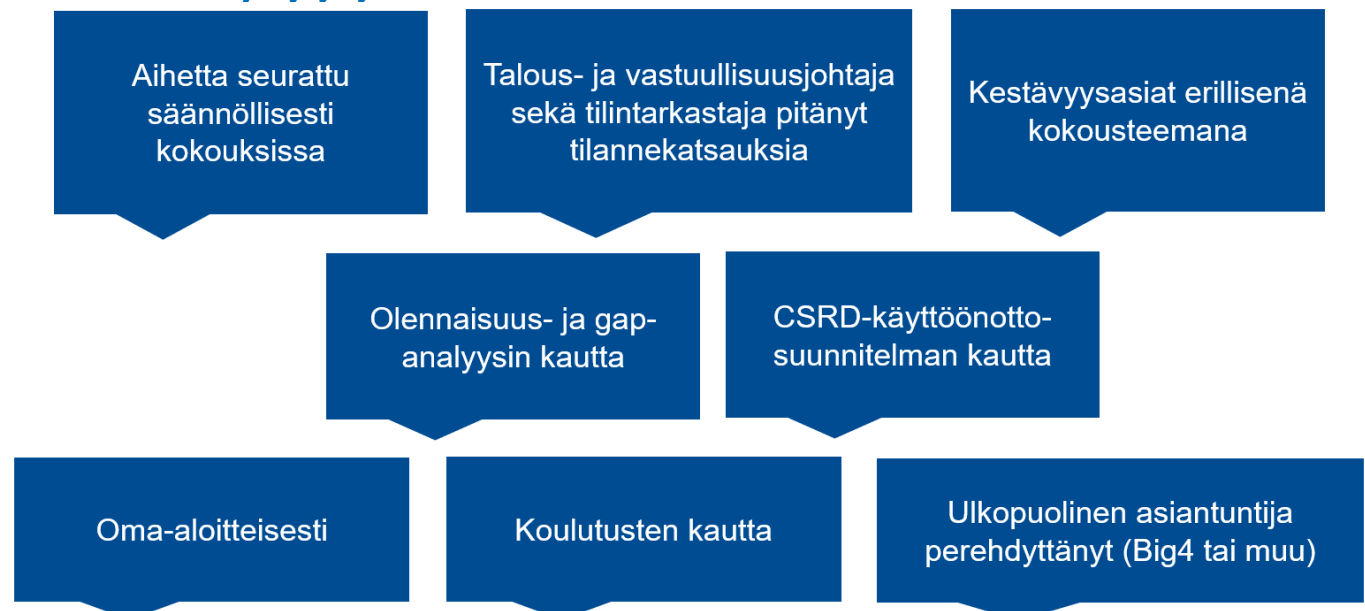 Aihetta seurattu
säännöllisesti
kokouksissa
Talous- ja vastuullisuusjohtaja
sekä tilintarkastaja pitänyt
tilannekatsauksia
Kestävyysasiat erillisenä
kokousteemana
Olennaisuus- ja gap-
analyysin kautta
CSRD-käyttöönotto-
suunnitelman kautta
Oma-aloitteisesti
Koulutusten kautta
Ulkopuolinen asiantuntija
perehdyttänyt (Big4 tai muu)